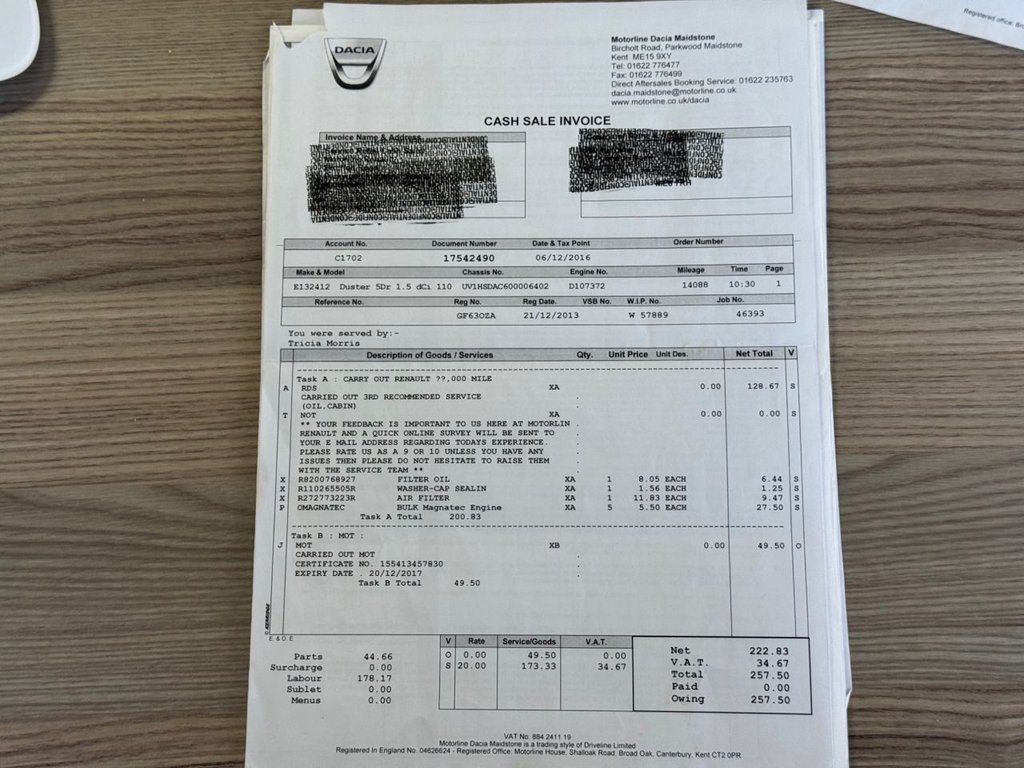 Registered office: Br
DACIA
Motorline Dacia Maidstone
Bircholt Road, Parkwood Maidstone
Kent ME15 9XY
Tel: 01622 776477
Fax: 01622 776499
Direct Aftersales Booking Service: 01622 235763
dacia.maidstone@motorline.co.uk
www.motorline.co.uk/dacia
CASH SALE INVOICE
Invoice Name & Address
Account No. Document Number Date & Tax Point Order Number
C1702 17542490 06/12/2016
Make & Model Chassis No. Engine No. Mileage Time Page
E132412 Duster 5Dr 1.5 dCi 110 UV1HSDAC600006402 D107372 14088 10:30 1
Reference No. Reg No. Reg Date. VSB No. W.I.P. No. Job No.
GF63OZA 21/12/2013 W 57889 46393
You were served by:-
Tricia Morris
Description of Goods / Services Qty. Unit Price Unit Des. Net Total V
Task A : CARRY OUT RENAULT ??,000 MILE
A RDS XA 0.00 128.67 S
CARRIED OUT 3RD RECOMMENDED SERVICE
(OIL,CABIN)
T NOT XA 0.00 0.00 S
** YOUR FEEDBACK IS IMPORTANT TO US HERE AT MOTORLIN
RENAULT AND A QUICK ONLINE SURVEY WILL BE SENT TO
YOUR E MAIL ADDRESS REGARDING TODAYS EXPERIENCE.
PLEASE RATE US AS A 9 OR 10 UNLESS YOU HAVE ANY
ISSUES THEN PLEASE DO NOT HESITATE TO RAISE THEM
WITH THE SERVICE TEAM **
X R8200768927 FILTER OIL XA 1 8.05 EACH 6.44 S
X R110265505R WASHER-CAP SEALIN XA 1 1.56 EACH 1.25 S
X R272773223R AIR FILTER XA 1 11.83 EACH 9.47 S
P OMAGNATEC BULK Magnatec Engine XA 5 5.50 EACH 27.50 S
Task A Total 200.83
Task B : MOT :
J MOT XB 0.00 49.50 O
CARRIED OUT MOT
CERTIFICATE NO. 155413457830
EXPIRY DATE . 20/12/2017
Task B Total 49.50
E & O E
V Rate Service/Goods V.A.T.
O 0.00 49.50 0.00
S 20.00 173.33 34.67
Parts 44.66
Surcharge 0.00
Labour 178.17
Sublet 0.00
Menus 0.00
Net 222.83
V.A.T. 34.67
Total 257.50
Paid 0.00
Owing 257.50
VAT No. 884 2411 19
Motorline Dacia Maidstone is a trading style of Driveline Limited
Registered In England No. 04626624 - Registered Office: Motorline House, Shalloak Road, Broad Oak, Canterbury, Kent CT2 0PR